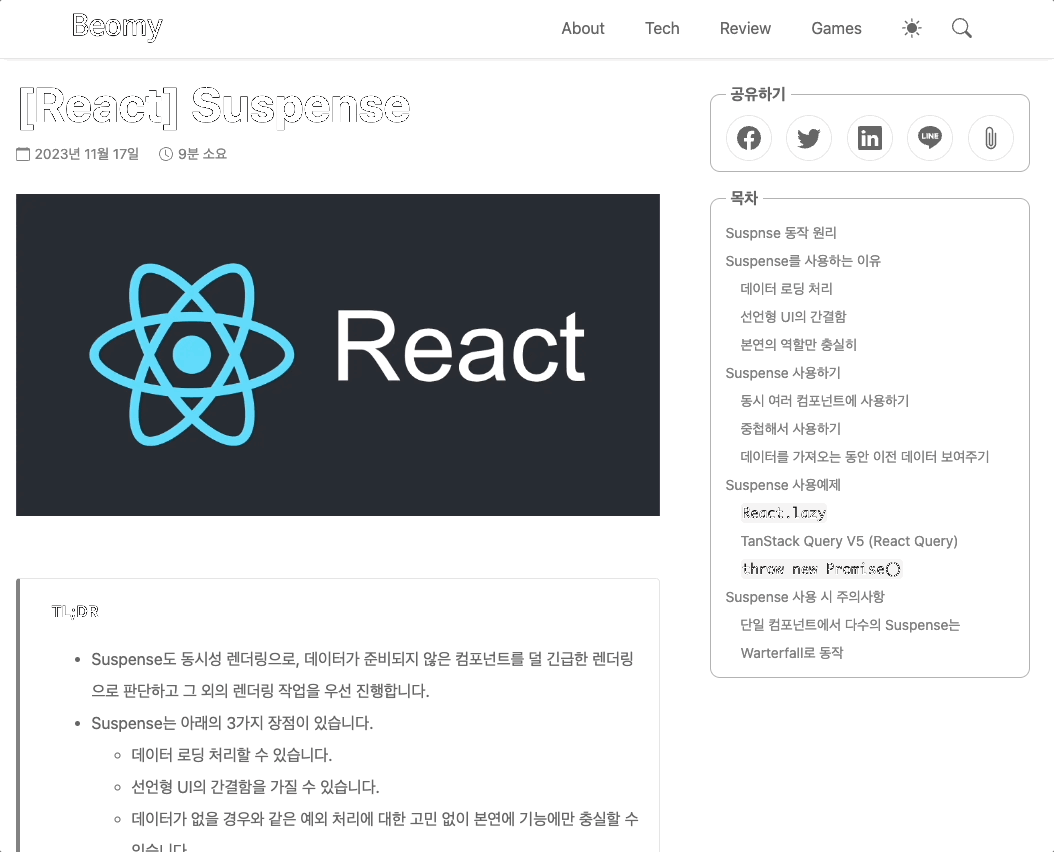 Beomy
About
Tech
Review
Games
[React] Suspense
2023년 11월 17일
9분 소요
React
TL;DR
Suspense도 동시성 렌더링으로, 데이터가 준비되지 않은 컴포넌트를 덜 긴급한 렌더링
으로 판단하고 그 외의 렌더링 작업을 우선 진행합니다.
Suspense는 아래의 3가지 장점이 있습니다.
데이터 로딩 처리할 수 있습니다.
선언형 UI의 간결함을 가질 수 있습니다.
데이터가 없을 경우와 같은 예외 처리에 대한 고민 없이 본연에 기능에만 충실할 수
있습니다
공유하기
LINE
목차
Suspnse 동작 원리
Suspense를 사용하는 이유
데이터 로딩 처리
선언형 UI의 간결함
본연의 역할만 충실히
Suspense 사용하기
동시 여러 컴포넌트에 사용하기
중첩해서 사용하기
데이터를 가져오는 동안 이전 데이터 보여주기
Suspense 사용예제
React.lazy
TanStack Query V5 (React Query)
throw new Promise()
Suspense 사용 시 주의사항
단일 컴포넌트에서 다수의 Suspense는
Warterfall로 동작